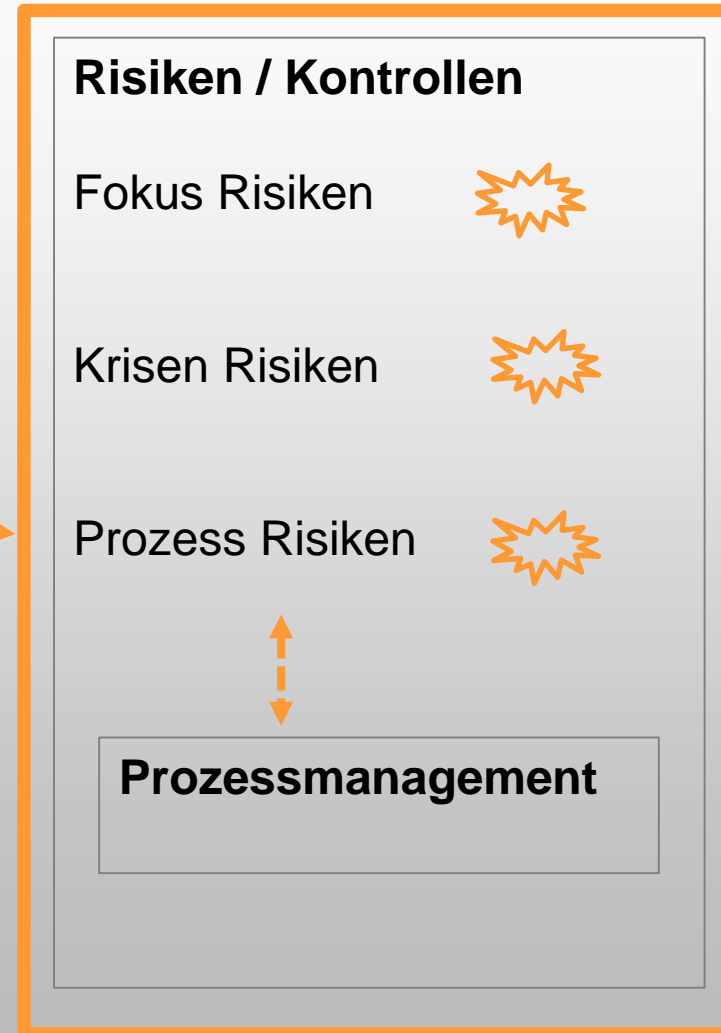 Risiken / Kontrollen
Fokus Risiken
Krisen Risiken
Prozess Risiken
Prozessmanagement